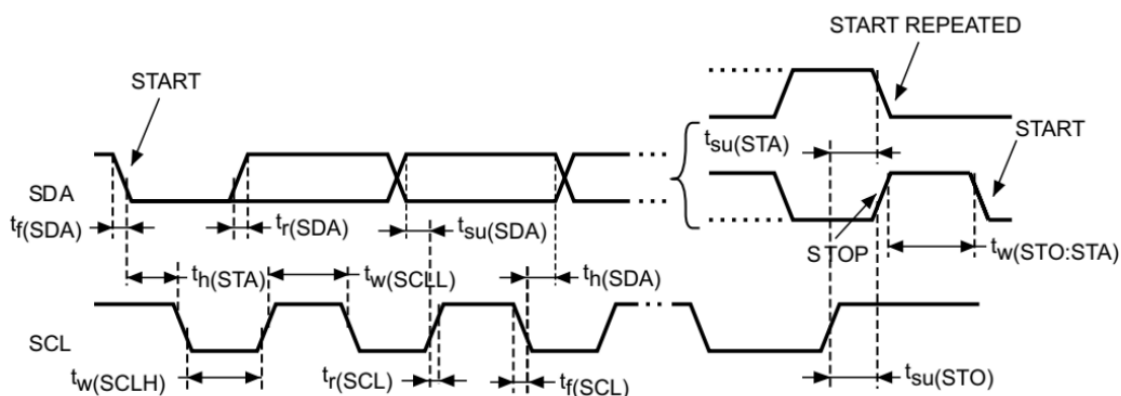 START REPEATED
START
START
t_su(STA)
SDA
t_f(SDA)
t_r(SDA)
t_su(SDA)
STOP
t_w(STO:STA)
t_h(STA)
t_w(SCLL)
t_h(SDA)
SCL
t_w(SCLH)
t_r(SCL)
t_f(SCL)
t_su(STO)